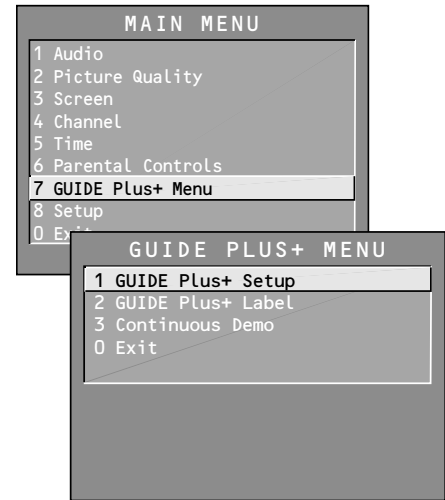 MAIN MENU
1 Audio
2 Picture Quality
3 Screen
4 Channel
5 Time
6 Parental Controls
7 GUIDE Plus+ Menu
8 Setup
0
GUIDE PLUS+ MENU
1 GUIDE Plus+ Setup
2 GUIDE Plus+ Label
3 Continuous Demo
0 Exit